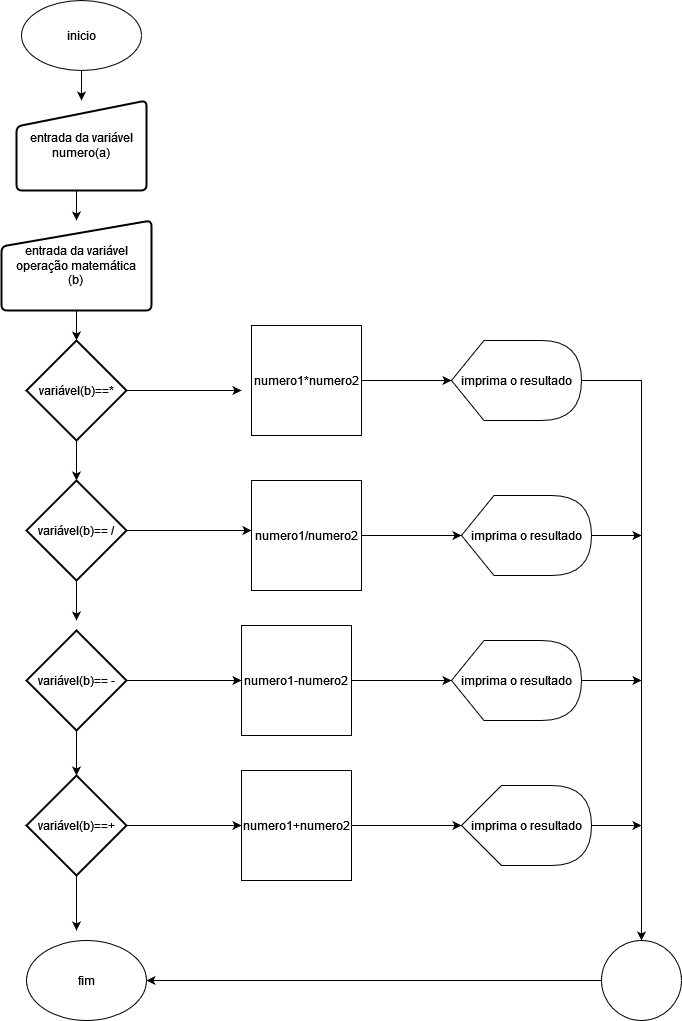 inicio
entrada da variável
numero(a)
entrada da variável
operação matemática
(b)
variável(b)==*
numero1*numero2
imprima o resultado
variável(b)== /
numero1/numero2
imprima o resultado
variável(b)== -
numero1-numero2
imprima o resultado
variável(b)==+
numero1+numero2
imprima o resultado
fim